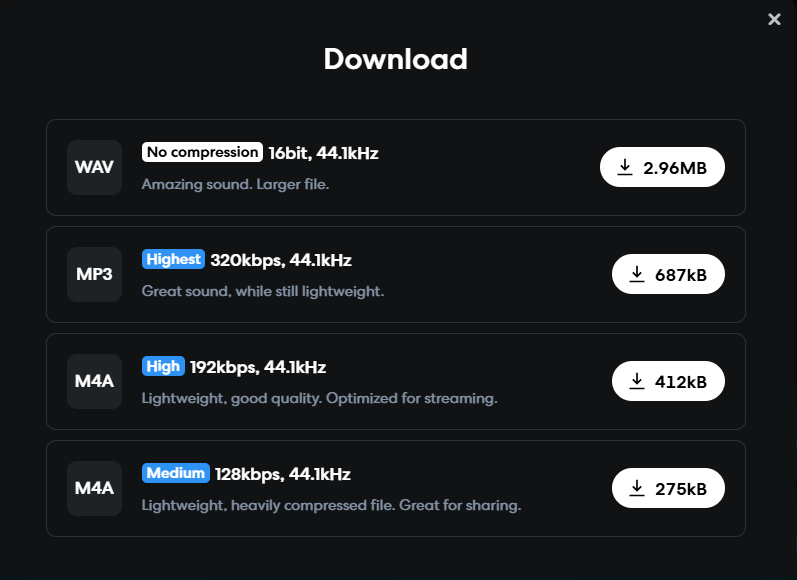 Download
WAV
No compression 16bit, 44.1kHz
Amazing sound. Larger file.
2.96MB
MP3
Highest 320kbps, 44.1kHz
Great sound, while still lightweight.
687kB
M4A
High 192kbps, 44.1kHz
Lightweight, good quality. Optimized for streaming.
412kB
M4A
Medium 128kbps, 44.1kHz
Lightweight, heavily compressed file. Great for sharing.
275kB